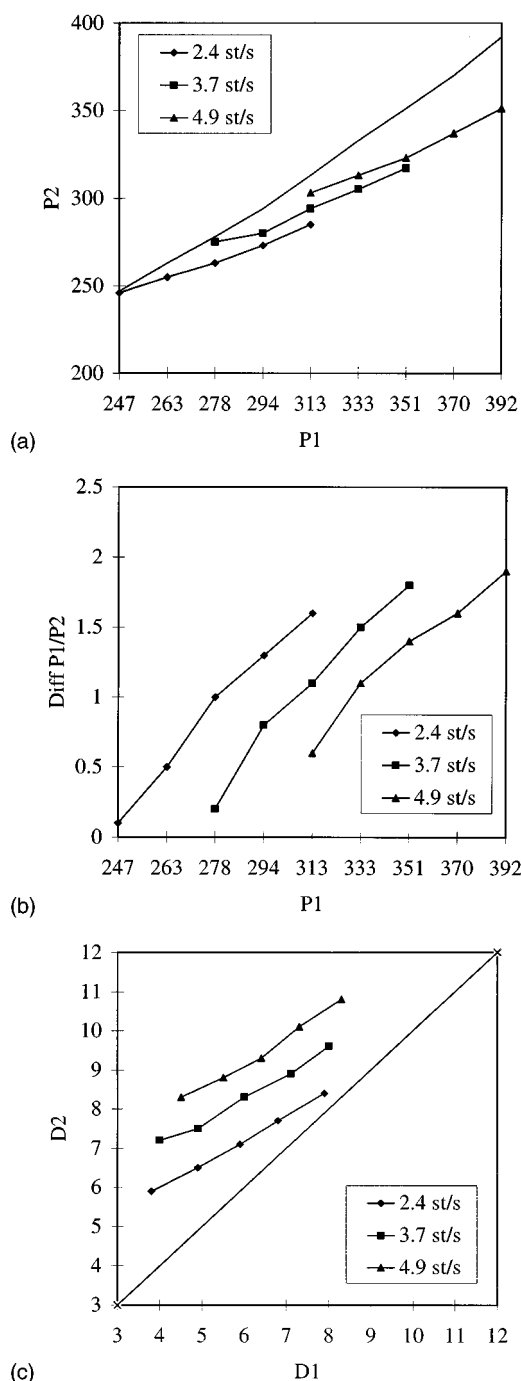 400
350
300
250
200
P2
2.4 st/s
3.7 st/s
4.9 st/s
247 263 278 294 313 333 351 370 392
P1
(a)
2.5
2
1.5
1
0.5
0
Diff P1/P2
2.4 st/s
3.7 st/s
4.9 st/s
247 263 278 294 313 333 351 370 392
P1
(b)
12
11
10
9
8
7
6
5
4
3
D2
2.4 st/s
3.7 st/s
4.9 st/s
3 4 5 6 7 8 9 10 11 12
D1
(c)